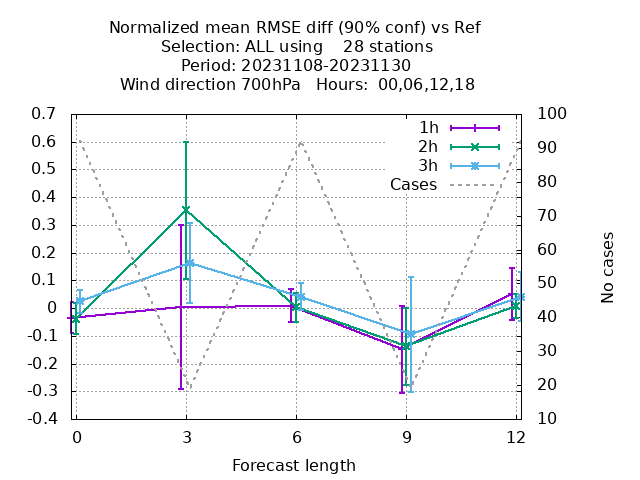 Normalized mean RMSE diff (90% conf) vs Ref
Selection: ALL using    28 stations
Period: 20231108-20231130
Wind direction 700hPa   Hours:  00,06,12,18
0.7
0.6
0.5
0.4
0.3
0.2
0.1
0
-0.1
-0.2
-0.3
-0.4
100
90
80
70
60
50
40
30
20
10
1h
2h
3h
Cases
No cases
0 3 6 9 12
Forecast length